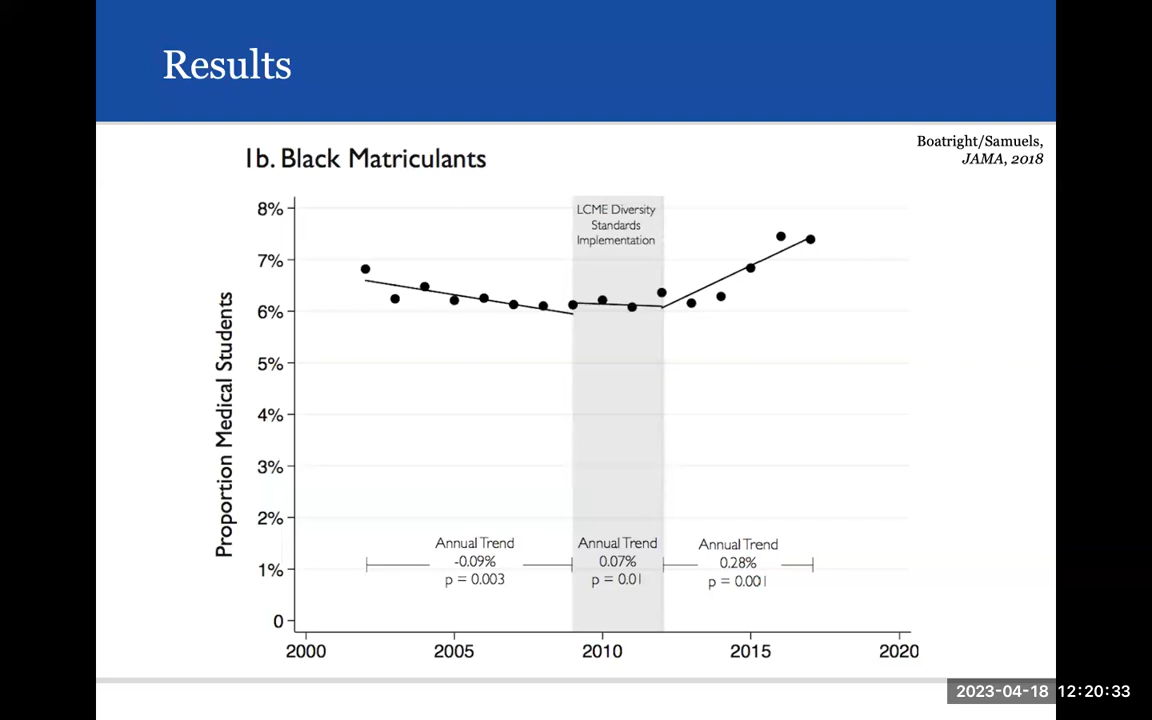 Results
Boatright/Samuels,
JAMA, 2018
1b. Black Matriculants
Proportion Medical Students
8%
7%
6%
5%
4%
3%
2%
1%
0
LCME Diversity
Standards
Implementation
Annual Trend
-0.09%
p = 0.003
Annual Trend
0.07%
p = 0.01
Annual Trend
0.28%
p = 0.001
2000
2005
2010
2015
2020
2023-04-18 12:20:33